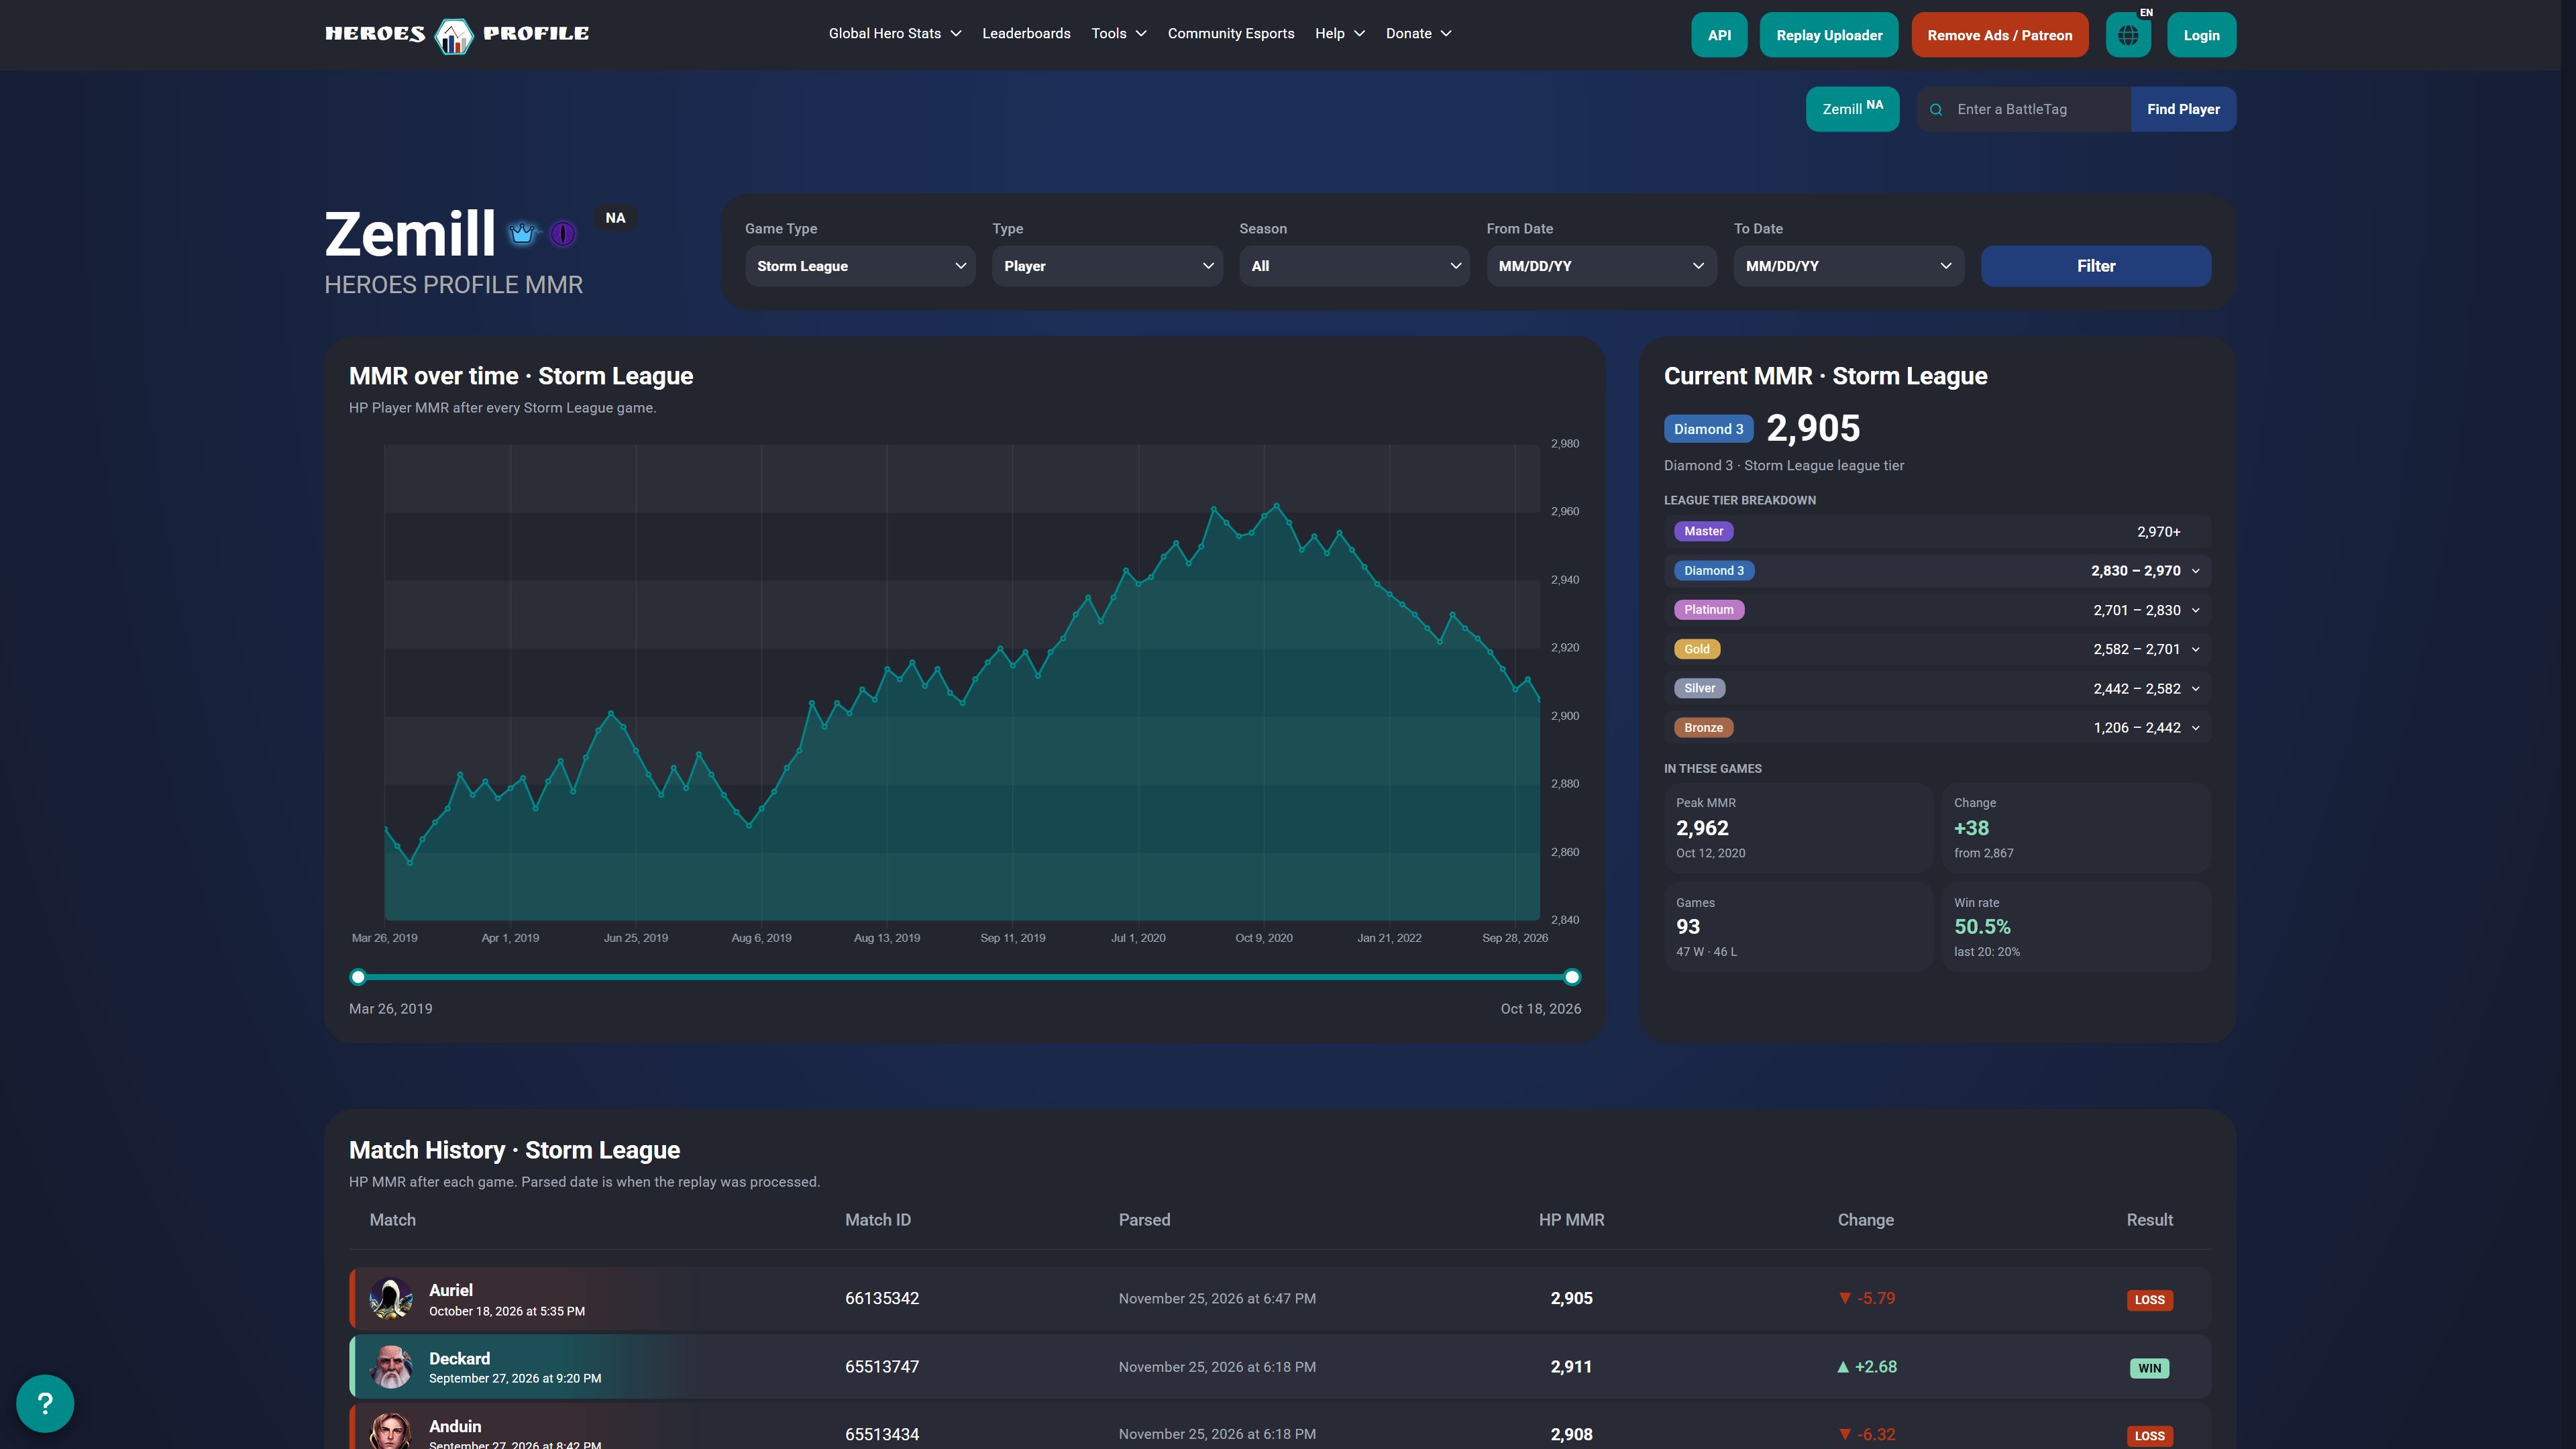 HEROES PROFILE
Global Hero Stats
Leaderboards
Tools
Community Esports
Help
Donate
API
Replay Uploader
Remove Ads / Patreon
EN
Login
Zemill NA
Enter a BattleTag
Find Player
Zemill
NA
HEROES PROFILE MMR
Game Type
Type
Season
From Date
To Date
Storm League
Player
All
MM/DD/YY
MM/DD/YY
Filter
MMR over time · Storm League
HP Player MMR after every Storm League game.
2,980
2,960
2,940
2,920
2,900
2,880
2,860
2,840
Mar 26, 2019
Apr 1, 2019
Jun 25, 2019
Aug 6, 2019
Aug 13, 2019
Sep 11, 2019
Jul 1, 2020
Oct 9, 2020
Jan 21, 2022
Sep 28, 2026
Mar 26, 2019
Oct 18, 2026
Current MMR · Storm League
Diamond 3 2,905
Diamond 3 · Storm League league tier
LEAGUE TIER BREAKDOWN
Master 2,970+
Diamond 3 2,830 – 2,970
Platinum 2,701 – 2,830
Gold 2,582 – 2,701
Silver 2,442 – 2,582
Bronze 1,206 – 2,442
IN THESE GAMES
Peak MMR
2,962
Oct 12, 2020
Change
+38
from 2,867
Games
93
47 W · 46 L
Win rate
50.5%
last 20: 20%
Match History · Storm League
HP MMR after each game. Parsed date is when the replay was processed.
Match
Match ID
Parsed
HP MMR
Change
Result
Auriel
October 18, 2026 at 5:35 PM
66135342
November 25, 2026 at 6:47 PM
2,905
▼ -5.79
LOSS
Deckard
September 27, 2026 at 9:20 PM
65513747
November 25, 2026 at 6:18 PM
2,911
▲ +2.68
WIN
Anduin
September 27, 2026 at 8:42 PM
65513434
November 25, 2026 at 6:18 PM
2,908
▼ -6.32
LOSS
?